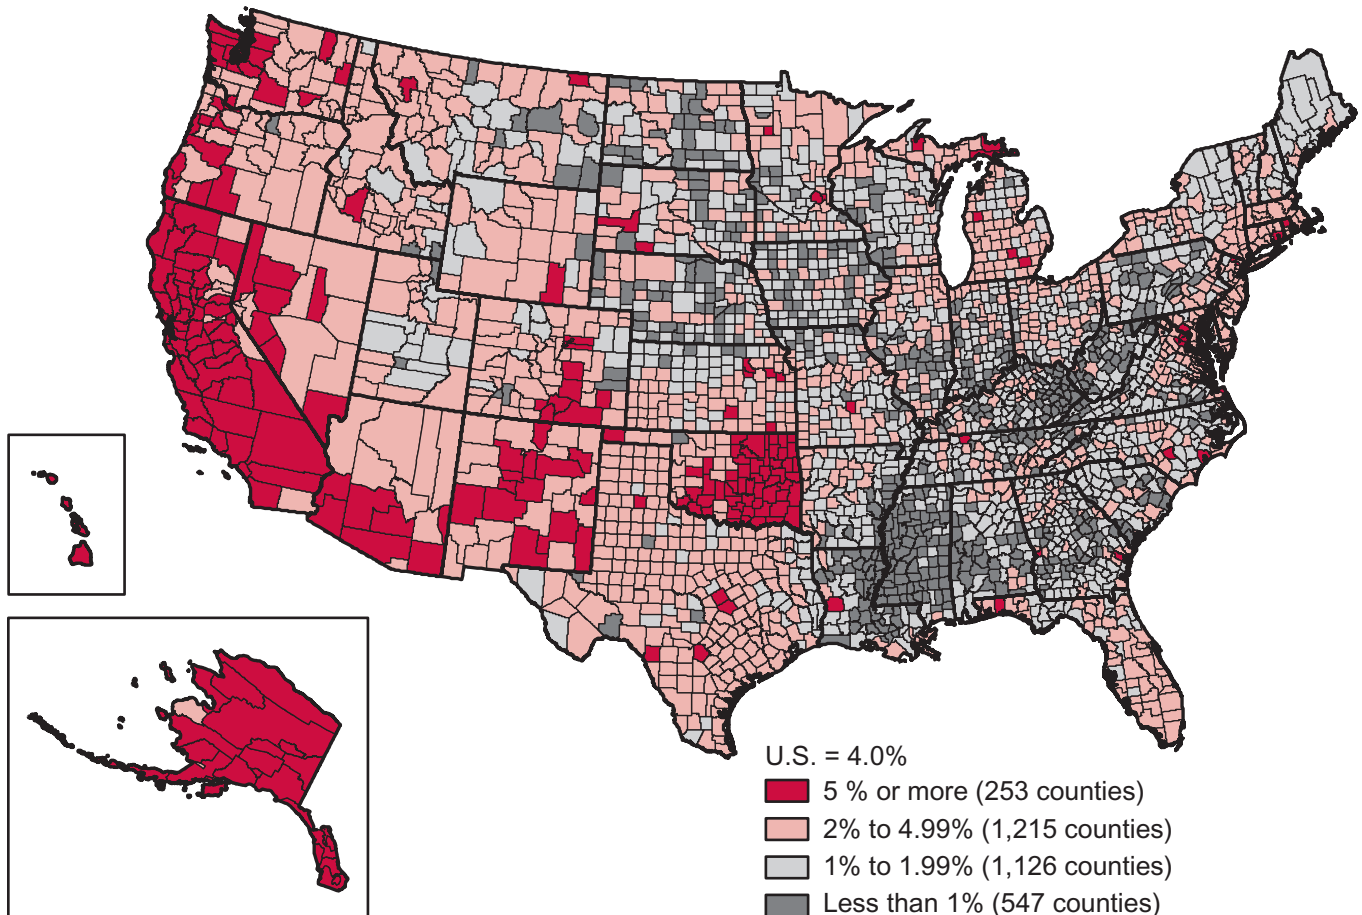 U.S. = 4.0%
5 % or more (253 counties)
2% to 4.99% (1,215 counties)
1% to 1.99% (1,126 counties)
Less than 1% (547 counties)